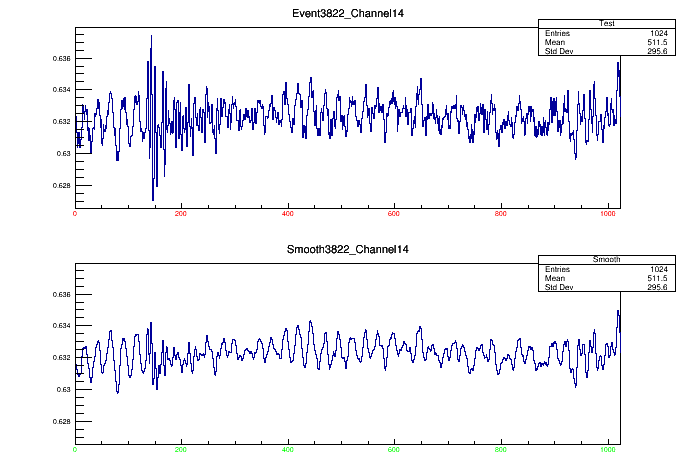 Event3822_Channel14
Test
Entries 1024
Mean 511.5
Std Dev 295.6
0.636
0.634
0.632
0.63
0.628
0 200 400 600 800 1000
Smooth3822_Channel14
Smooth
Entries 1024
Mean 511.5
Std Dev 295.6
0.636
0.634
0.632
0.63
0.628
0 200 400 600 800 1000